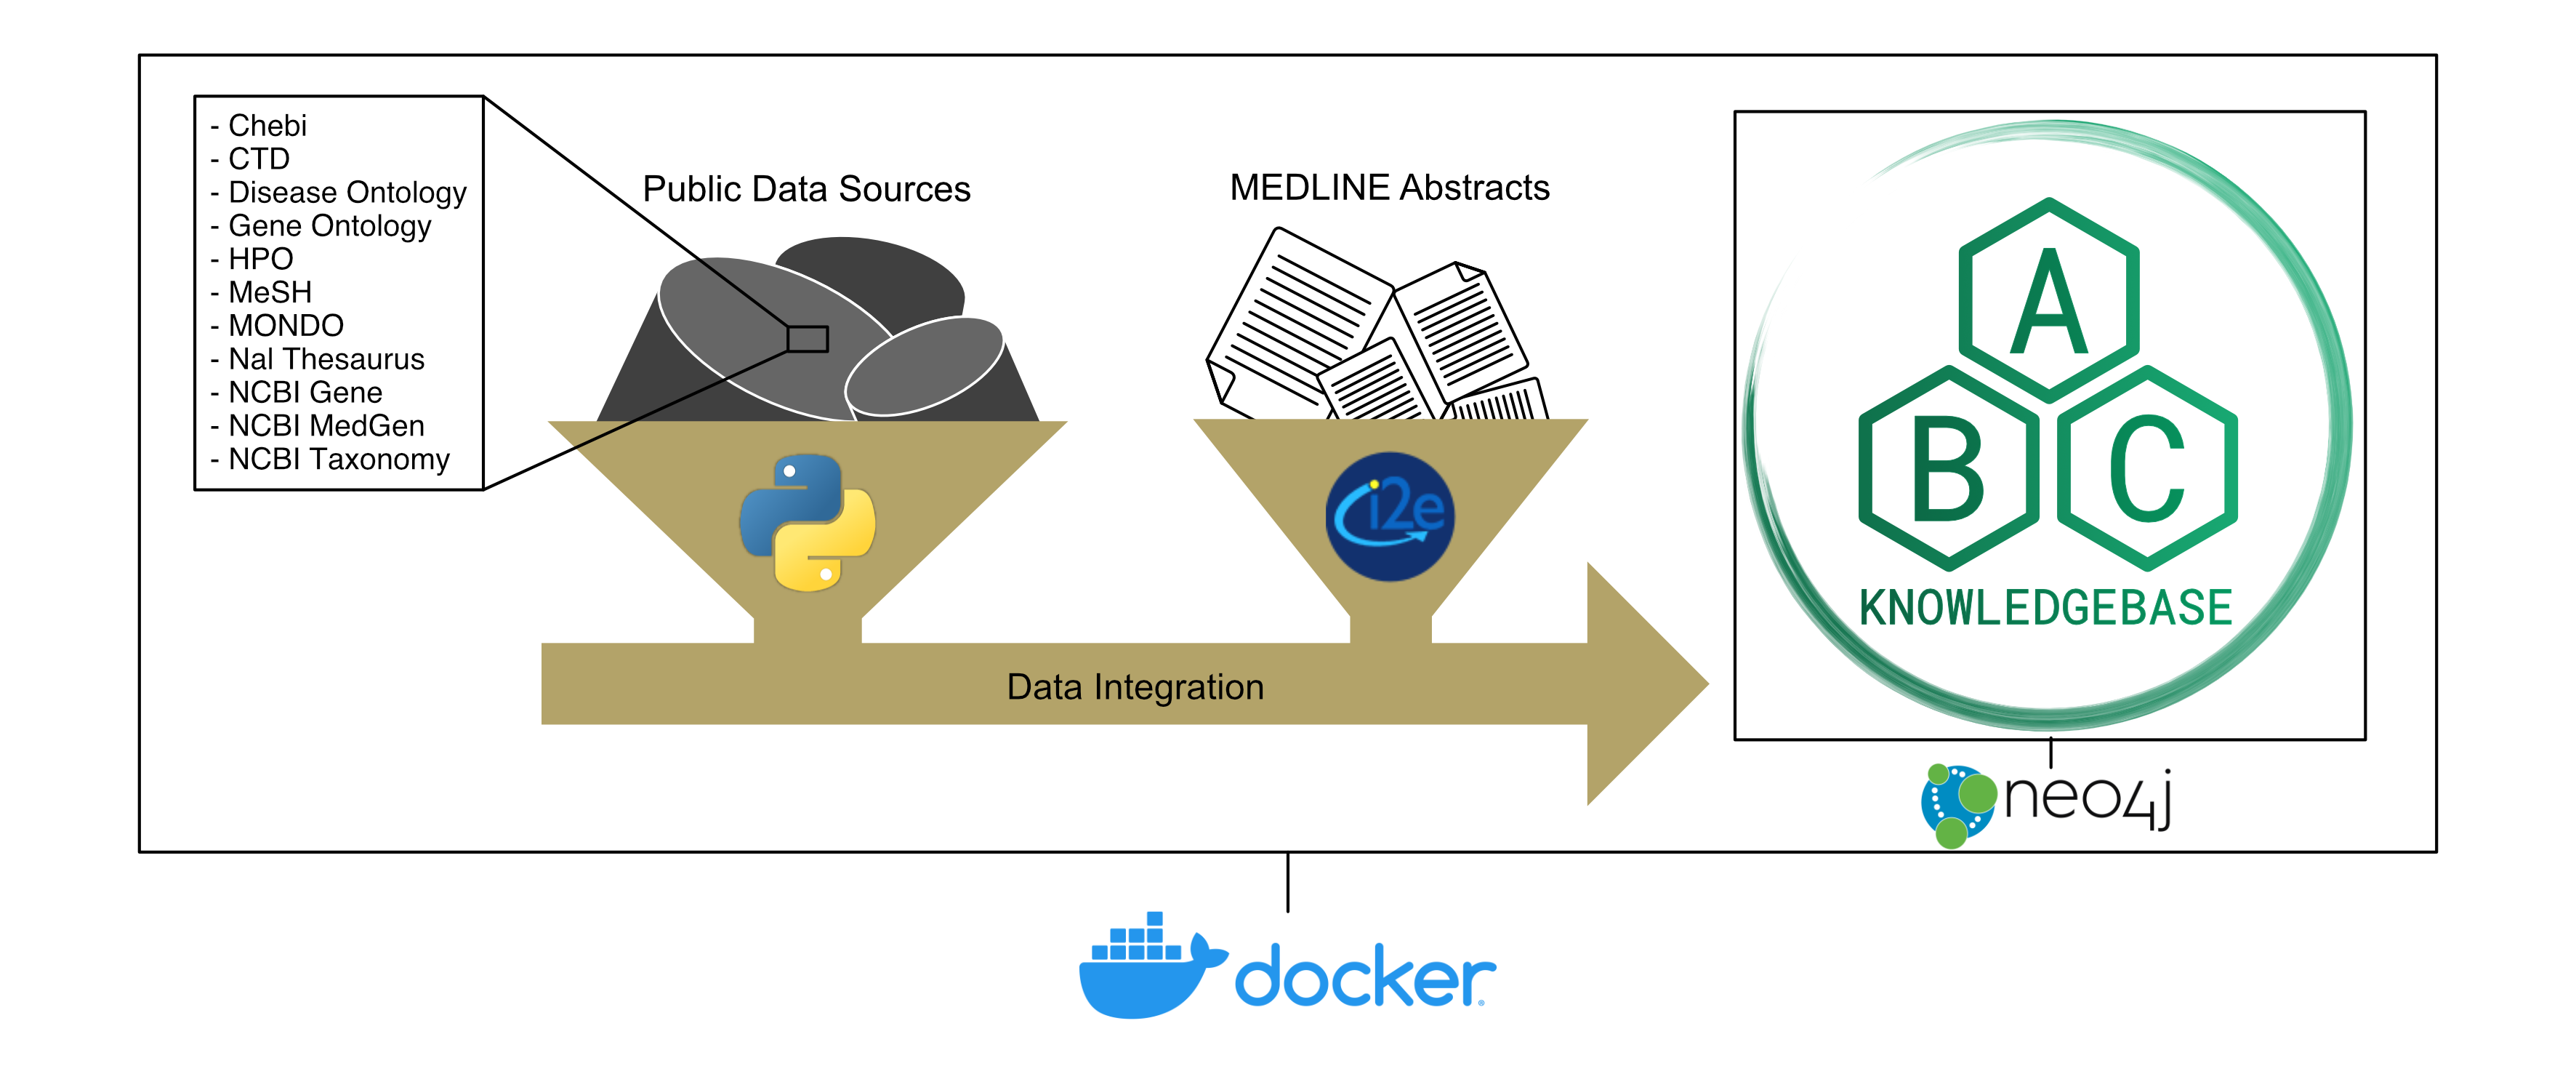 - Chebi
- CTD
- Disease Ontology
- Gene Ontology
- HPO
- MeSH
- MONDO
- Nal Thesaurus
- NCBI Gene
- NCBI MedGen
- NCBI Taxonomy
Public Data Sources
MEDLINE Abstracts
i2e
Data Integration
A
B C
KNOWLEDGEBASE
neo4j
docker